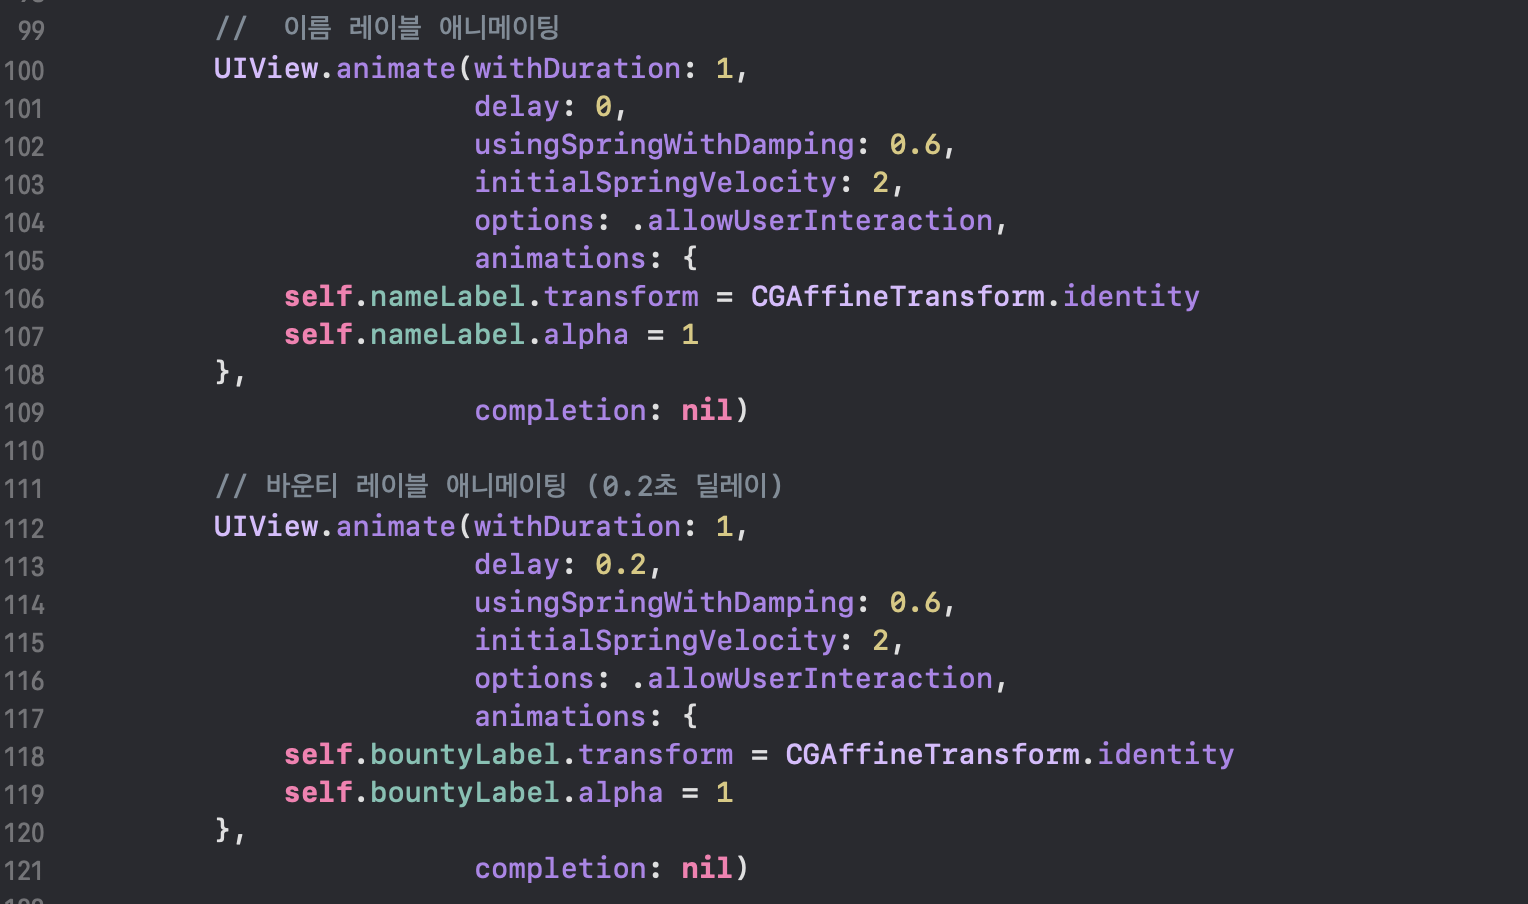 99 //  이름 레이블 애니메이팅
100 UIView.animate(withDuration: 1,
101 delay: 0,
102 usingSpringWithDamping: 0.6,
103 initialSpringVelocity: 2,
104 options: .allowUserInteraction,
105 animations: {
106 self.nameLabel.transform = CGAffineTransform.identity
107 self.nameLabel.alpha = 1
108 },
109 completion: nil)
110
111 // 바운티 레이블 애니메이팅 (0.2초 딜레이)
112 UIView.animate(withDuration: 1,
113 delay: 0.2,
114 usingSpringWithDamping: 0.6,
115 initialSpringVelocity: 2,
116 options: .allowUserInteraction,
117 animations: {
118 self.bountyLabel.transform = CGAffineTransform.identity
119 self.bountyLabel.alpha = 1
120 },
121 completion: nil)